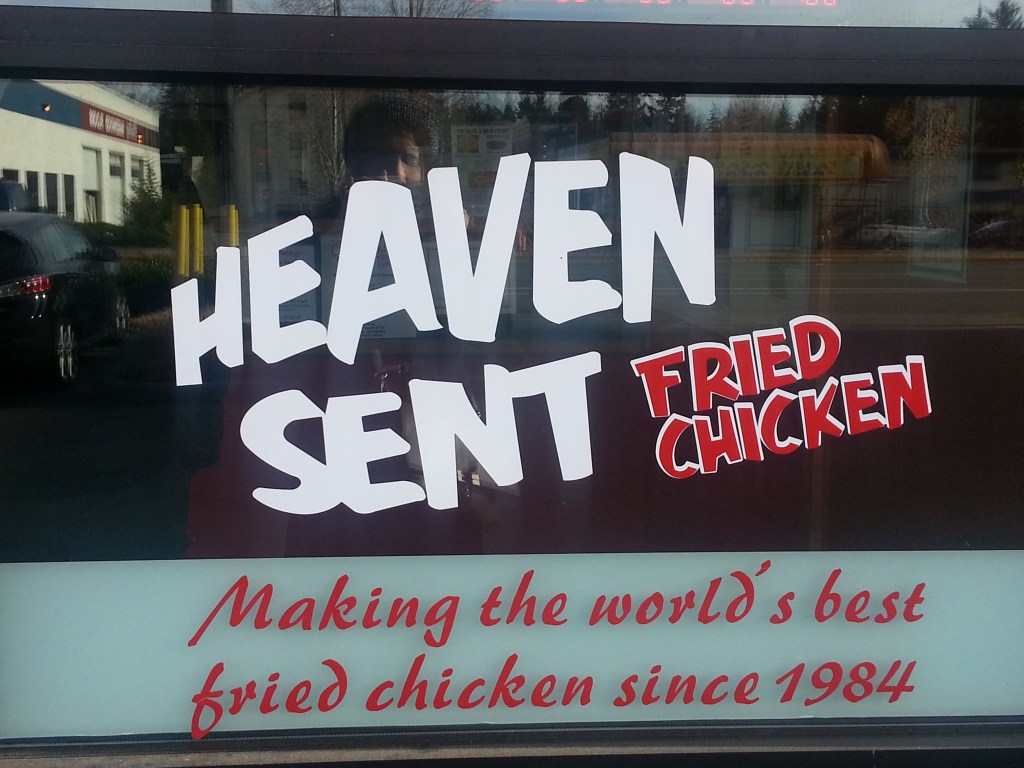 HEAVEN
SENT
FRIED
CHICKEN
Making the world's best
fried chicken since 1984